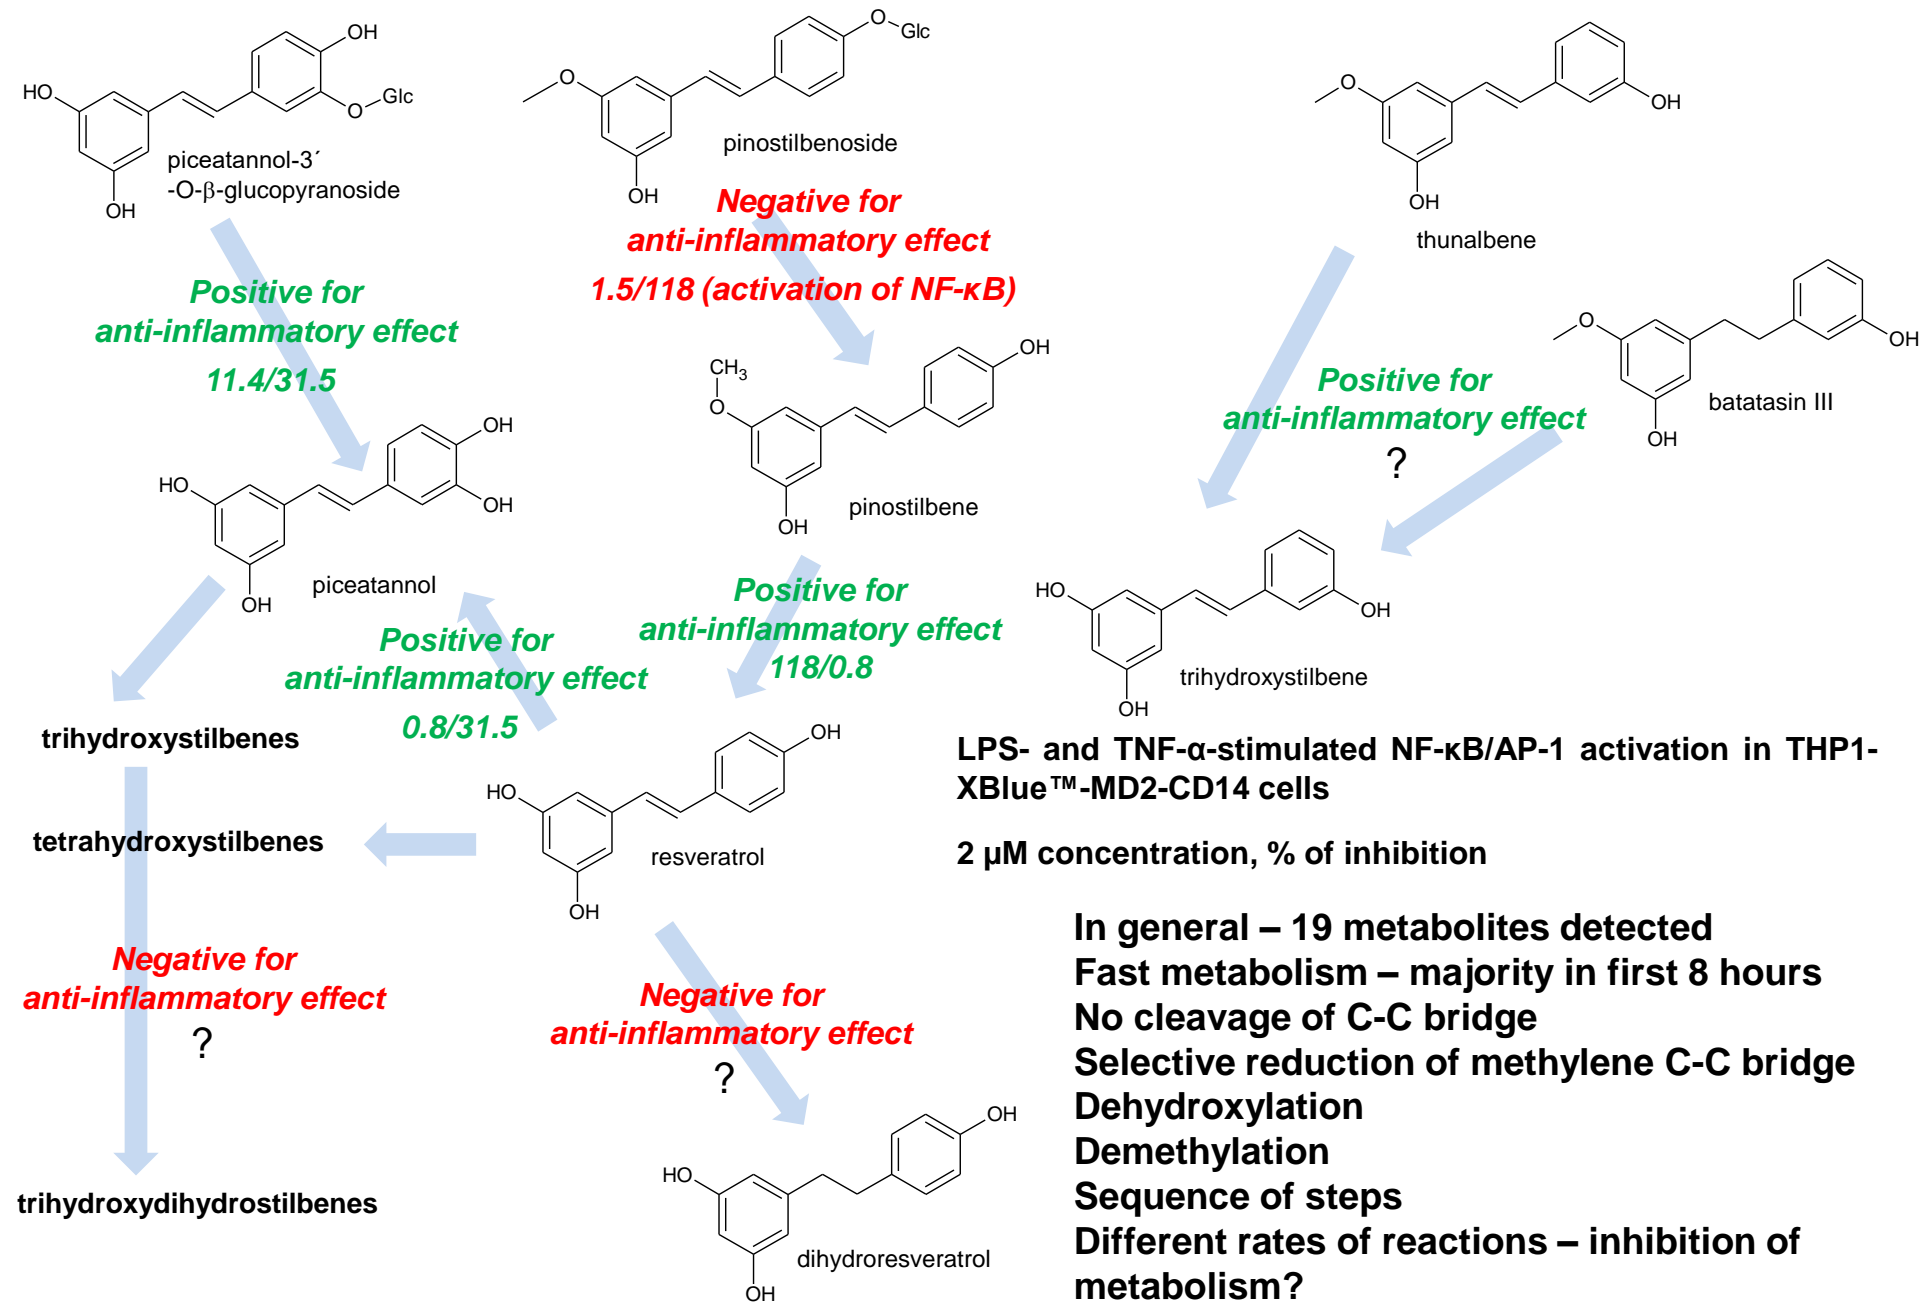 OH
HO
O
Glc
OH
piceatannol-3´
-O-β-glucopyranoside
O
Glc
O
OH
pinostilbenoside
O
OH
OH
thunalbene
Negative for
anti-inflammatory effect
1.5/118 (activation of NF-κB)
Positive for
anti-inflammatory effect
11.4/31.5
O
OH
OH
batatasin III
Positive for
anti-inflammatory effect
?
OH
CH3
O
OH
pinostilbene
OH
HO
OH
OH
piceatannol
HO
OH
OH
trihydroxystilbene
Positive for
anti-inflammatory effect
118/0.8
Positive for
anti-inflammatory effect
0.8/31.5
trihydroxystilbenes
tetrahydroxystilbenes
OH
HO
OH
resveratrol
LPS- and TNF-α-stimulated NF-κB/AP-1 activation in THP1-
XBlue™-MD2-CD14 cells
2 µM concentration, % of inhibition
Negative for
anti-inflammatory effect
?
Negative for
anti-inflammatory effect
?
trihydroxydihydrostilbenes
OH
HO
OH
dihydroresveratrol
In general – 19 metabolites detected
Fast metabolism – majority in first 8 hours
No cleavage of C-C bridge
Selective reduction of methylene C-C bridge
Dehydroxylation
Demethylation
Sequence of steps
Different rates of reactions – inhibition of
metabolism?